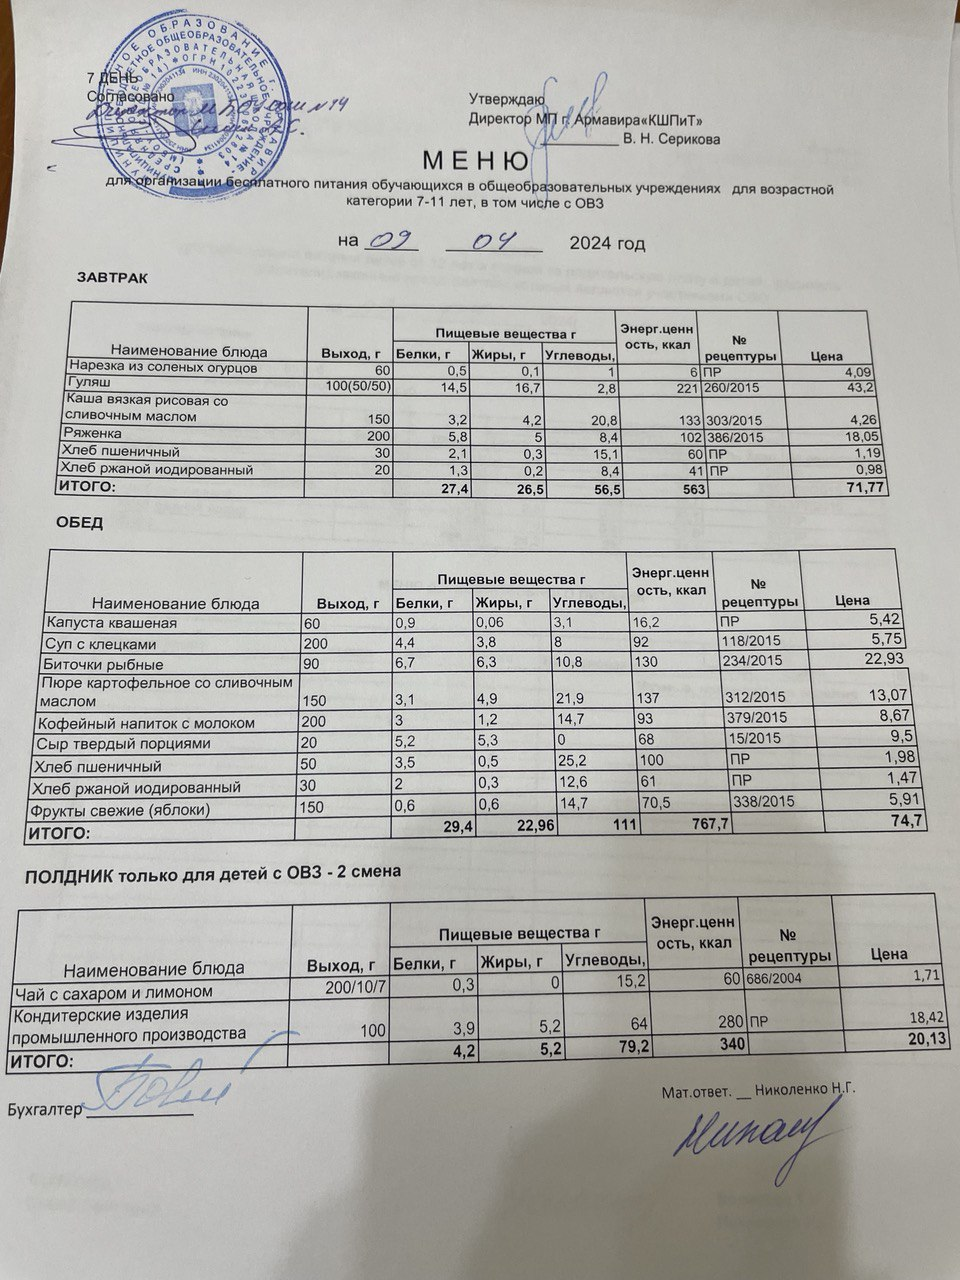 7 ДЕНЬ
Согласовано
Утверждаю
Директор МП г. Армавира«КШПиТ»
В. Н. Серикова
МЕНЮ
для организации бесплатного питания обучающихся в общеобразовательных учреждениях для возрастной
категории 7-11 лет, в том числе с ОВЗ
на 09 04 2024 год
ЗАВТРАК
Наименование блюда Выход, г Пищевые вещества г Энерг.ценн ость, ккал № рецептуры Цена
Белки, г Жиры, г Углеводы,
Нарезка из соленых огурцов 60 0,5 0,1 1 6 ПР 4,09
Гуляш 100(50/50) 14,5 16,7 2,8 221 260/2015 43,2
Каша вязкая рисовая со
сливочным маслом 150 3,2 4,2 20,8 133 303/2015 4,26
Ряженка 200 5,8 5 8,4 102 386/2015 18,05
Хлеб пшеничный 30 2,1 0,3 15,1 60 ПР 1,19
Хлеб ржаной иодированный 20 1,3 0,2 8,4 41 ПР 0,98
ИТОГО: 27,4 26,5 56,5 563 71,77
ОБЕД
Наименование блюда Выход, г Пищевые вещества г Энерг.ценн ость, ккал № рецептуры Цена
Белки, г Жиры, г Углеводы,
Капуста квашеная 60 0,9 0,06 3,1 16,2 ПР 5,42
Суп с клецками 200 4,4 3,8 8 92 118/2015 5,75
Биточки рыбные 90 6,7 6,3 10,8 130 234/2015 22,93
Пюре картофельное со сливочным
маслом 150 3,1 4,9 21,9 137 312/2015 13,07
Кофейный напиток с молоком 200 3 1,2 14,7 93 379/2015 8,67
Сыр твердый порциями 20 5,2 5,3 0 68 15/2015 9,5
Хлеб пшеничный 50 3,5 0,5 25,2 100 ПР 1,98
Хлеб ржаной иодированный 30 2 0,3 12,6 61 ПР 1,47
Фрукты свежие (яблоки) 150 0,6 0,6 14,7 70,5 338/2015 5,91
ИТОГО: 29,4 22,96 111 767,7 74,7
ПОЛДНИК только для детей с ОВЗ - 2 смена
Наименование блюда Выход, г Пищевые вещества г Энерг.ценн ость, ккал № рецептуры Цена
Белки, г Жиры, г Углеводы,
Чай с сахаром и лимоном 200/10/7 0,3 0 15,2 60 686/2004 1,71
Кондитерские изделия
промышленного производства 100 3,9 5,2 64 280 ПР 18,42
ИТОГО: 4,2 5,2 79,2 340 20,13
Бухгалтер
Мат.ответ. __ Николенко Н.Г.